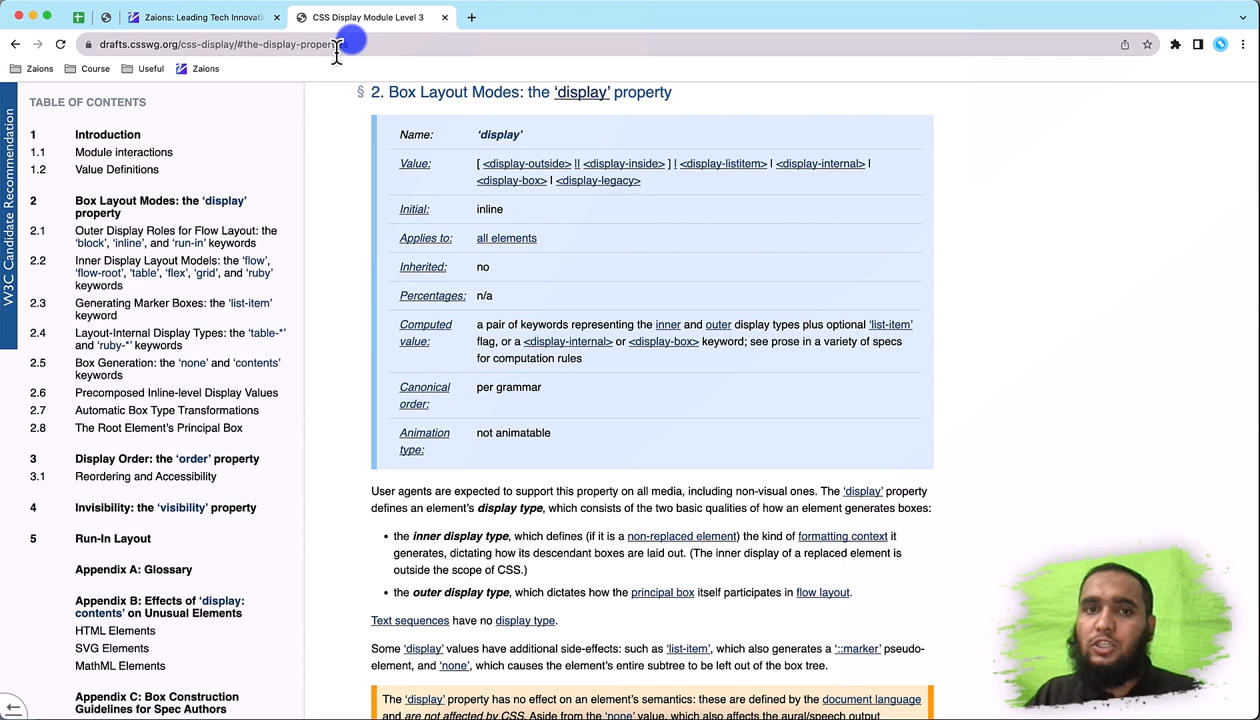 Zaions: Leading Tech Innovati
CSS Display Module Level 3
drafts.csswg.org/css-display/#the-display-proper
Zaions
Course
Useful
Zaions
W3C Candidate Recommendation
TABLE OF CONTENTS
1 Introduction
1.1 Module interactions
1.2 Value Definitions
2 Box Layout Modes: the ‘display’
property
2.1 Outer Display Roles for Flow Layout: the
‘block’, ‘inline’, and ‘run-in’ keywords
2.2 Inner Display Layout Models: the ‘flow’,
‘flow-root’, ‘table’, ‘flex’, ‘grid’, and ‘ruby’
keywords
2.3 Generating Marker Boxes: the ‘list-item’
keyword
2.4 Layout-Internal Display Types: the ‘table-*’
and ‘ruby-*’ keywords
2.5 Box Generation: the ‘none’ and ‘contents’
keywords
2.6 Precomposed Inline-level Display Values
2.7 Automatic Box Type Transformations
2.8 The Root Element’s Principal Box
3 Display Order: the ‘order’ property
3.1 Reordering and Accessibility
4 Invisibility: the ‘visibility’ property
5 Run-In Layout
Appendix A: Glossary
Appendix B: Effects of ‘display:
contents’ on Unusual Elements
HTML Elements
SVG Elements
MathML Elements
Appendix C: Box Construction
Guidelines for Spec Authors
§ 2. Box Layout Modes: the ‘display’ property
Name: ‘display’
Value: [ <display-outside> || <display-inside> ] | <display-listitem> | <display-internal> |
<display-box> | <display-legacy>
Initial: inline
Applies to: all elements
Inherited: no
Percentages: n/a
Computed a pair of keywords representing the inner and outer display types plus optional ‘list-item’
value: flag, or a <display-internal> or <display-box> keyword; see prose in a variety of specs
for computation rules
Canonical per grammar
order:
Animation not animatable
type:
User agents are expected to support this property on all media, including non-visual ones. The ‘display’ property
defines an element’s display type, which consists of the two basic qualities of how an element generates boxes:
• the inner display type, which defines (if it is a non-replaced element) the kind of formatting context it
generates, dictating how its descendant boxes are laid out. (The inner display of a replaced element is
outside the scope of CSS.)
• the outer display type, which dictates how the principal box itself participates in flow layout.
Text sequences have no display type.
Some ‘display’ values have additional side-effects: such as ‘list-item’, which also generates a ‘::marker’ pseudo-
element, and ‘none’, which causes the element’s entire subtree to be left out of the box tree.
The ‘display’ property has no effect on an element’s semantics: these are defined by the document language
and are not affected by CSS. Aside from the ‘none’ value, which also affects the aural/speech output